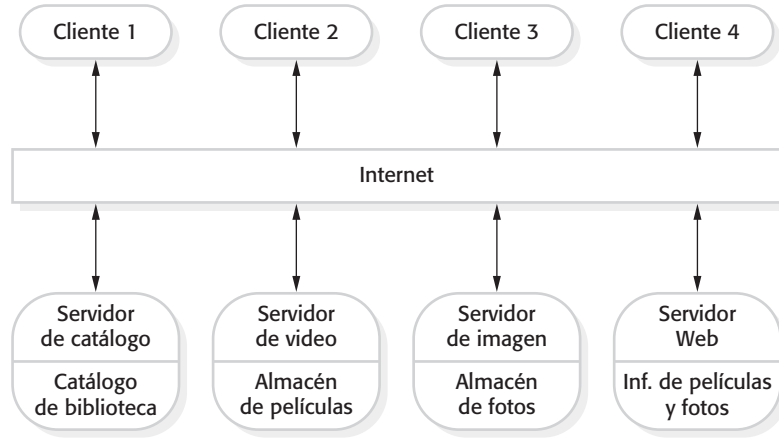 Cliente 1
Cliente 2
Cliente 3
Cliente 4
Internet
Servidor
de catálogo
Catálogo
de biblioteca
Servidor
de video
Almacén
de películas
Servidor
de imagen
Almacén
de fotos
Servidor
Web
Inf. de películas
y fotos